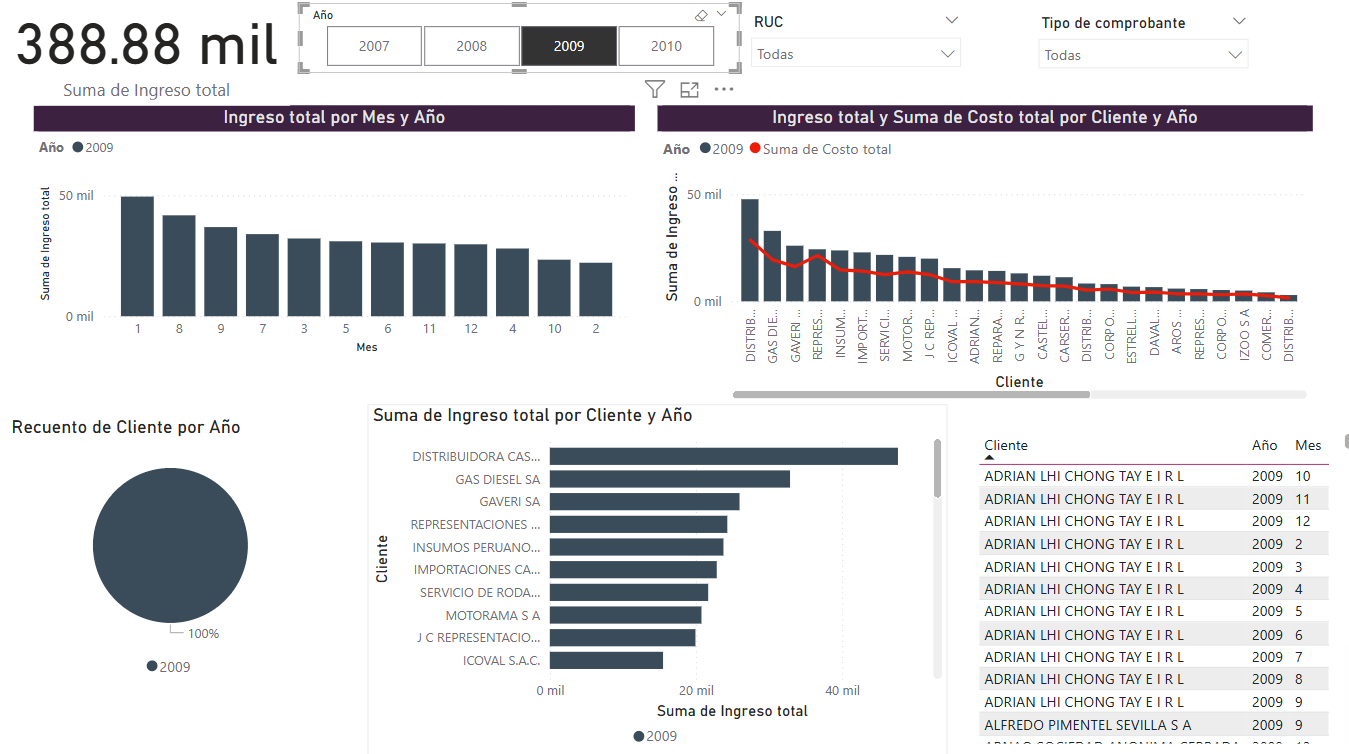 388.88 mil
Suma de Ingreso total
Año
2007 2008 2009 2010
RUC
Todas
Tipo de comprobante
Todas
Ingreso total por Mes y Año
Año 2009
Suma de Ingreso total
50 mil
0 mil
1 8 9 7 3 5 6 11 12 4 10 2
Mes
Ingreso total y Suma de Costo total por Cliente y Año
Año 2009 Suma de Costo total
Suma de Ingreso ...
50 mil
0 mil
DISTRIB...
GAS DIE...
GAVERI ...
REPRES...
INSUM...
IMPORT...
SERVICI...
MOTOR...
J C REP...
ICOVAL ...
ADRIAN...
REPARA...
G Y N R...
CASTEL...
CARSER...
DISTRIB...
CORPO...
ESTRELL...
DAVAL...
AROS ...
REPRES...
CORPO...
IZOO S A
COMER...
DISTRIB...
Cliente
Recuento de Cliente por Año
100%
2009
Suma de Ingreso total por Cliente y Año
Cliente
DISTRIBUIDORA CAS...
GAS DIESEL SA
GAVERI SA
REPRESENTACIONES ...
INSUMOS PERUANO...
IMPORTACIONES CA...
SERVICIO DE RODA...
MOTORAMA S A
J C REPRESENTACIO...
ICOVAL S.A.C.
0 mil 20 mil 40 mil
Suma de Ingreso total
2009
Cliente Año Mes
ADRIAN LHI CHONG TAY E I R L 2009 10
ADRIAN LHI CHONG TAY E I R L 2009 11
ADRIAN LHI CHONG TAY E I R L 2009 12
ADRIAN LHI CHONG TAY E I R L 2009 2
ADRIAN LHI CHONG TAY E I R L 2009 3
ADRIAN LHI CHONG TAY E I R L 2009 4
ADRIAN LHI CHONG TAY E I R L 2009 5
ADRIAN LHI CHONG TAY E I R L 2009 6
ADRIAN LHI CHONG TAY E I R L 2009 7
ADRIAN LHI CHONG TAY E I R L 2009 8
ADRIAN LHI CHONG TAY E I R L 2009 9
ALFREDO PIMENTEL SEVILLA S A 2009 9